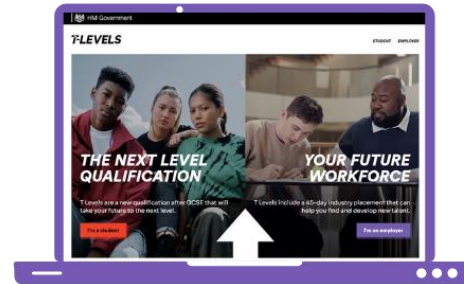 HM Government
T-LEVELS
STUDENT EMPLOYER
THE NEXT LEVEL
QUALIFICATION
T Levels are a new qualification after GCSE that will
take your future to the next level.
I'm a student
YOUR FUTURE
WORKFORCE
T Levels include a 45-day industry placement that can
help you find and develop new talent.
I'm an employer